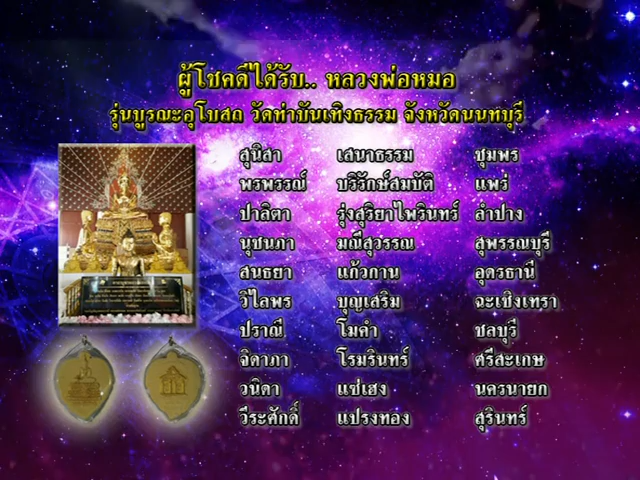 ผู้โชคดีได้รับ.. หลวงพ่อหมอ
รุ่นบูรณะอุโบสถ วัดท่าบันเทิงธรรม จังหวัดนนทบุรี
สุนิสา เสนาธรรม ชุมพร
พรพรรณ์ บริรักษ์สมบัติ แพร่
ปาลิตา รุ่งสุริยาไพรินทร์ ลำปาง
นุชนภา มณีสุวรรณ สุพรรณบุรี
สนธยา แก้วกาน อุดรธานี
วิไลพร บุญเสริม ฉะเชิงเทรา
ปราณี โมคำ ชลบุรี
จิดาภา โรมรินทร์ ศรีสะเกษ
วนิดา แซ่เฮง นครนายก
วีระศักดิ์ แปรงทอง สุรินทร์